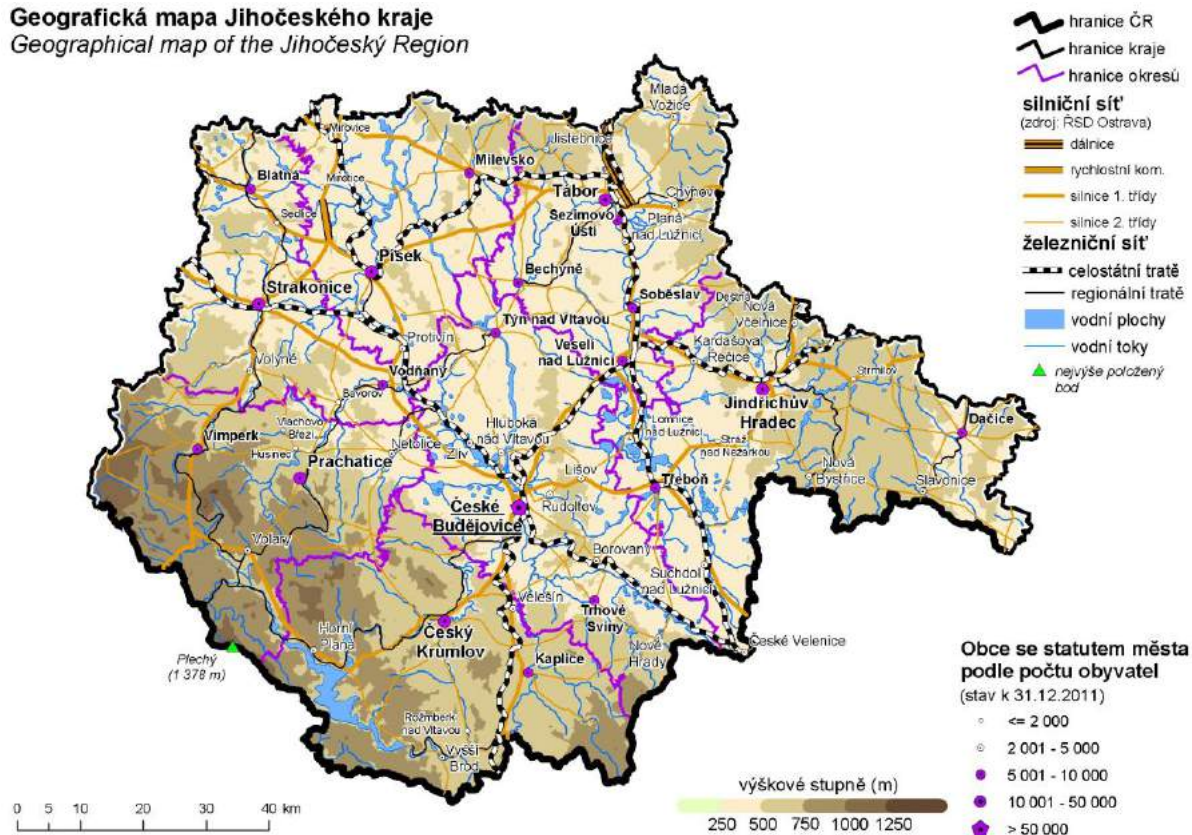 Geografická mapa Jihočeského kraje
Geographical map of the Jihočeský Region
hranice ČR
hranice kraje
hranice okresů
silniční síť
(zdroj: ŘSD Ostrava)
dálnice
rychlostní kom.
silnice 1. třídy
silnice 2. třídy
železniční síť
celostátní tratě
regionální tratě
vodní plochy
vodní toky
nejvýše položený
bod
Mladá
Vožice
Mirovice
Jistebnice
Milevsko
Blatná
Mirotice
Tábor
Chýnov
Sedlice
Sezimovo
Ústí
Planá
nad Lužnicí
Písek
Bechyně
Strakonice
Soběslav
Deštná
Nová
Včelnice
Týn nad Vltavou
Protivín
Veselí
nad Lužnicí
Kardašova
Řečice
Volyně
Vodňany
Strmilov
Bavorov
Jindřichův
Hradec
Vlachovo
Březí
Hluboká
nad Vltavou
Lomnice
nad Lužnicí
Dačice
Vimperk
Netolice
Stráž
nad Nežárkou
Husinec
Zliv
Prachatice
Lišov
Nová
Bystřice
Třeboň
Slavonice
České
Budějovice
Rudolfov
Volary
Borovany
Suchdol
nad Lužnicí
Velešín
Trhové
Sviny
Český
Krumlov
Horní
Planá
České Velenice
Nové
Hrady
Plechý
(1 378 m)
Kaplice
Rožmberk
nad Vltavou
Vyšší
Brod
Obce se statutem města
podle počtu obyvatel
(stav k 31.12.2011)
<= 2 000
2 001 - 5 000
5 001 - 10 000
10 001 - 50 000
> 50 000
výškové stupně (m)
250 500 750 1000 1250
0 5 10 20 30 40 km